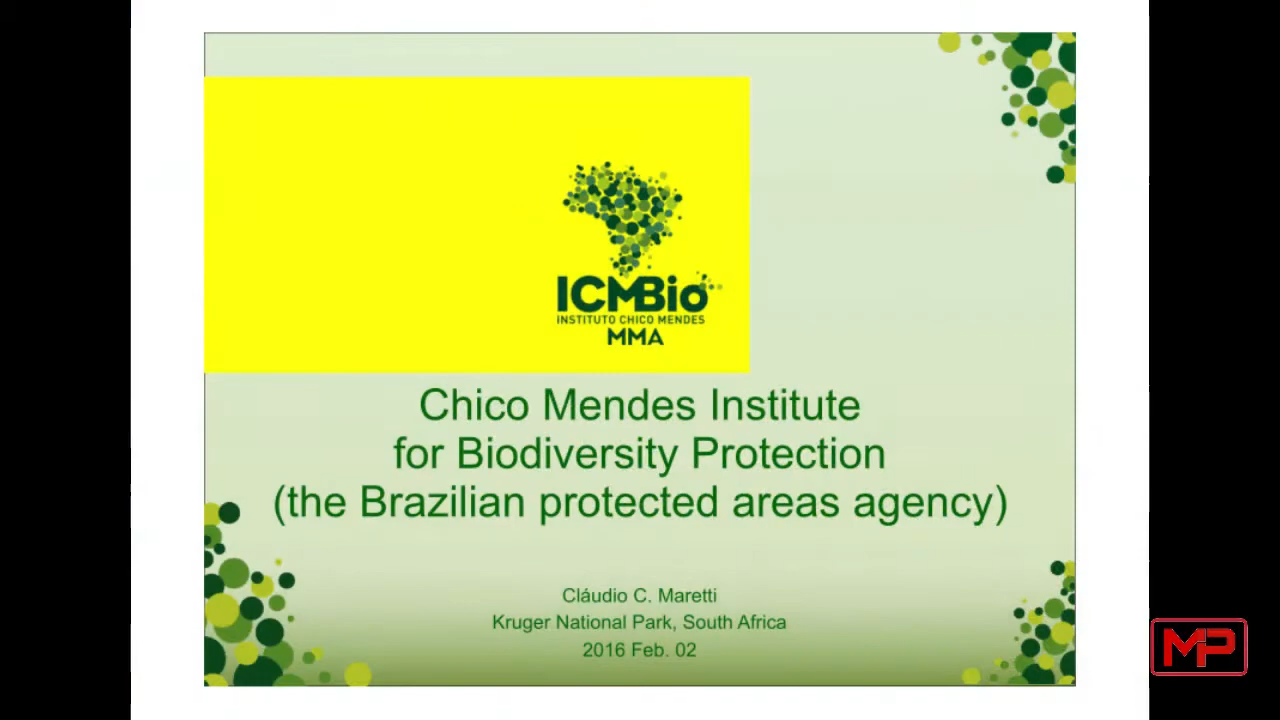 ICMBio
INSTITUTO CHICO MENDES
MMA
Chico Mendes Institute
for Biodiversity Protection
(the Brazilian protected areas agency)
Cláudio C. Maretti
Kruger National Park, South Africa
2016 Feb. 02
MP